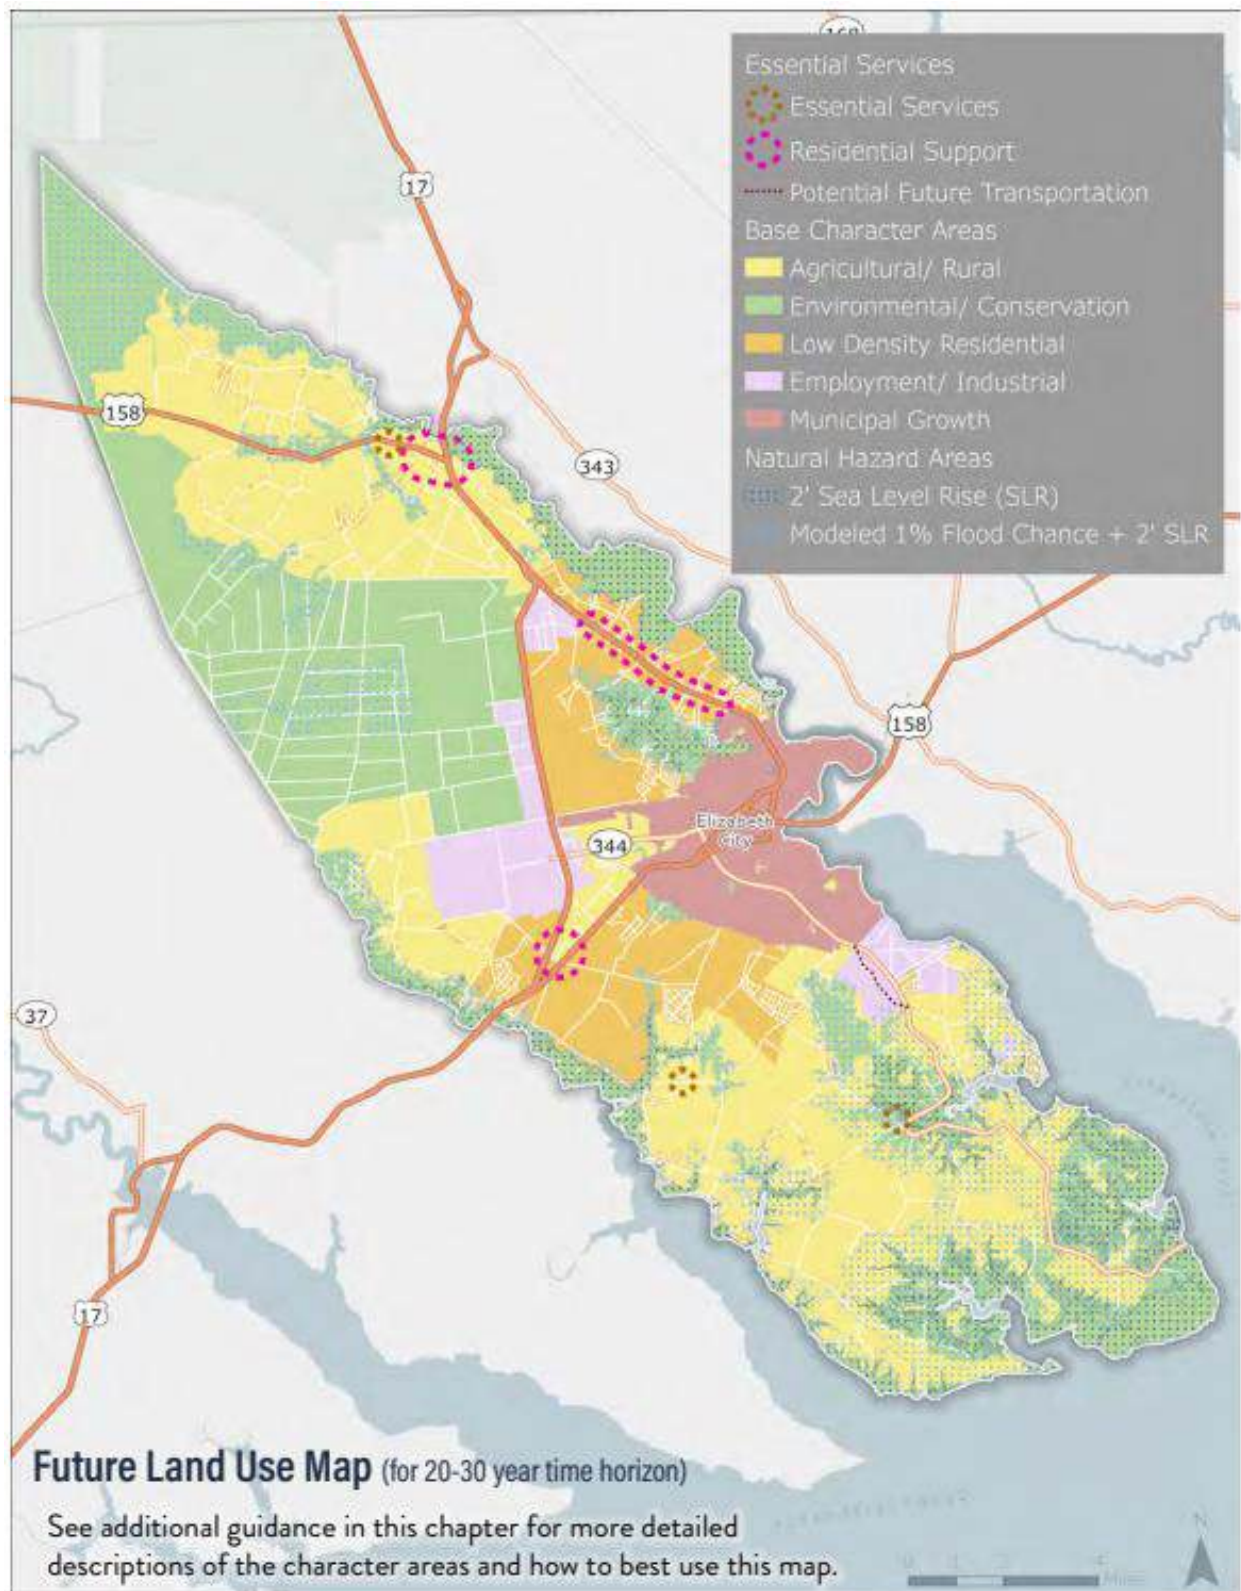 168
Essential Services
Essential Services
Residential Support
Potential Future Transportation
Base Character Areas
Agricultural/ Rural
Environmental/ Conservation
Low Density Residential
Employment/ Industrial
Municipal Growth
Natural Hazard Areas
2' Sea Level Rise (SLR)
Modeled 1% Flood Chance + 2' SLR
17
158
343
158
Elizabeth
City
344
37
17
Future Land Use Map (for 20-30 year time horizon)
See additional guidance in this chapter for more detailed
descriptions of the character areas and how to best use this map.
N
Miles